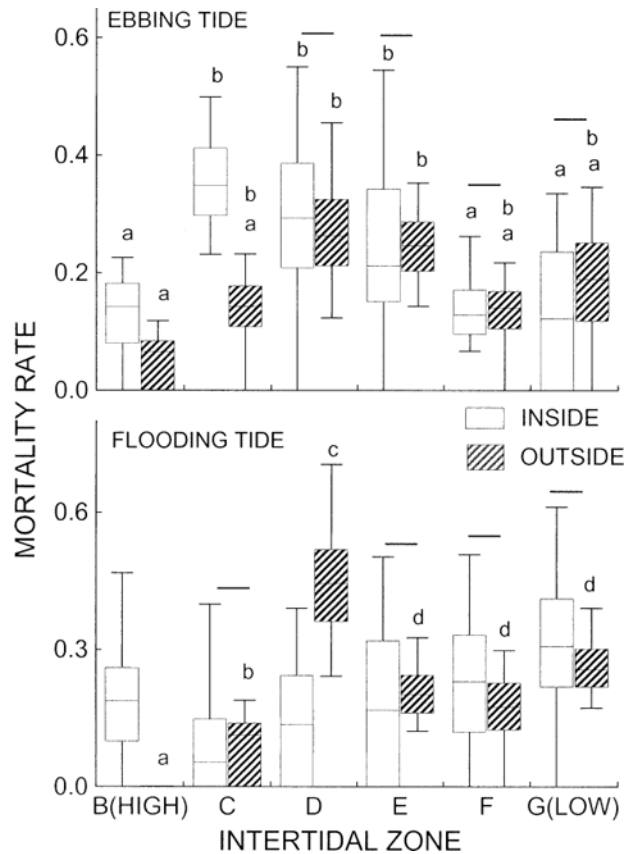 EBBING TIDE
0.6
b b
b b b
b
a a a b
a a a a
0.4
0.2
0.0
MORTALITY RATE
INSIDE
OUTSIDE
FLOODING TIDE
c
0.6
d
d d
b
0.3
a
0.0
B(HIGH) C D E F G(LOW)
INTERTIDAL ZONE